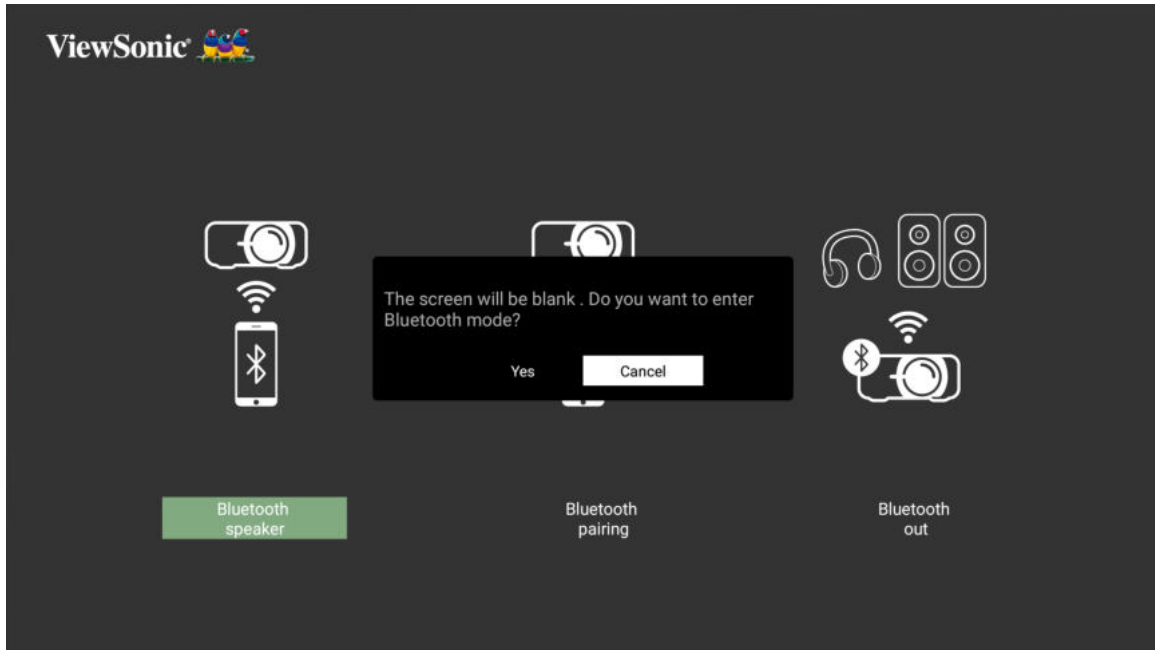 ViewSonic®
The screen will be blank . Do you want to enter
Bluetooth mode?
Yes Cancel
Bluetooth
speaker
Bluetooth
pairing
Bluetooth
out